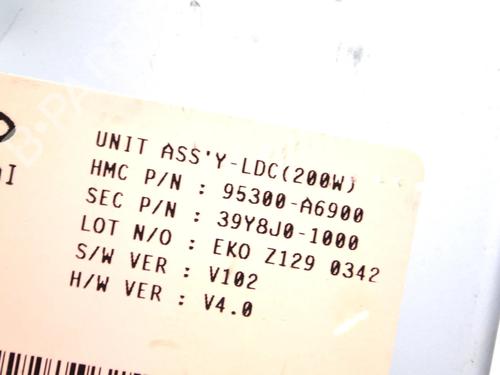 UNIT ASS'Y-LDC(200W)
HMC P/N : 95300-A6900
SEC P/N : 39Y8J0-1000
LOT N/O : EKO Z129 0342
S/W VER : V102
H/W VER : V4.0